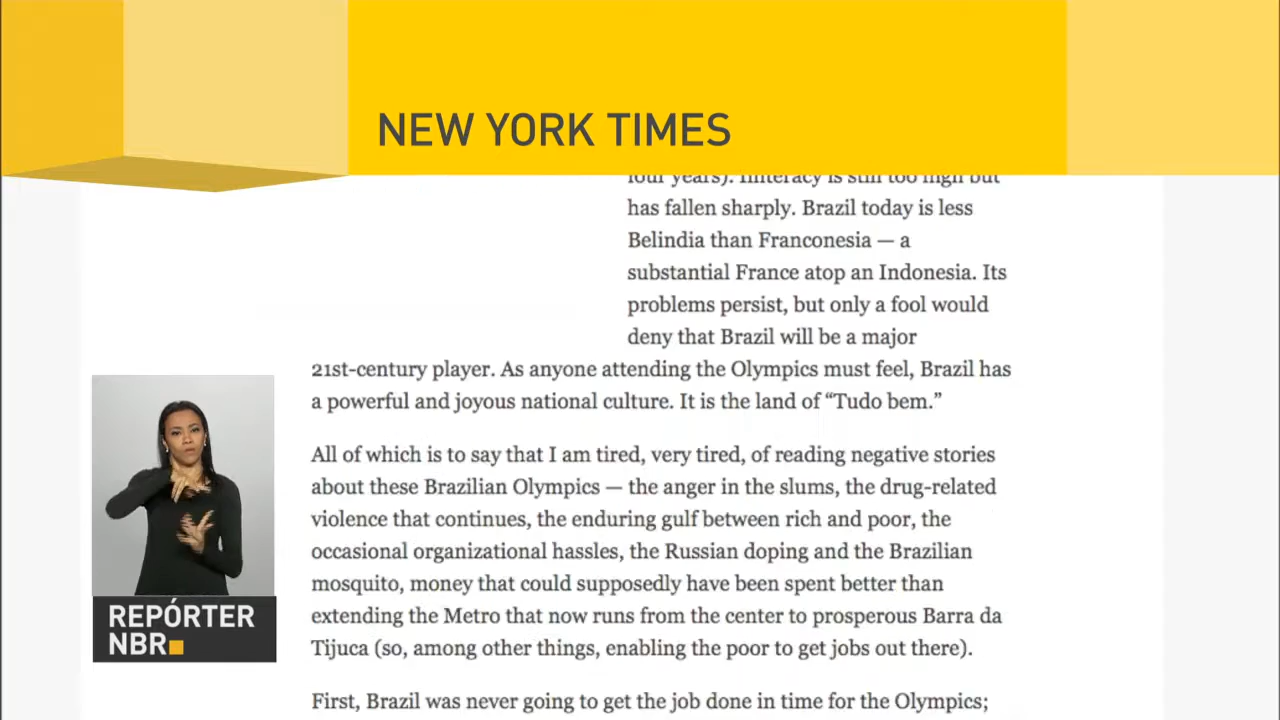 NEW YORK TIMES
four years). Illiteracy is still too high but
has fallen sharply. Brazil today is less
Belindia than Franconesia — a
substantial France atop an Indonesia. Its
problems persist, but only a fool would
deny that Brazil will be a major
21st-century player. As anyone attending the Olympics must feel, Brazil has
a powerful and joyous national culture. It is the land of “Tudo bem.”
All of which is to say that I am tired, very tired, of reading negative stories
about these Brazilian Olympics — the anger in the slums, the drug-related
violence that continues, the enduring gulf between rich and poor, the
occasional organizational hassles, the Russian doping and the Brazilian
mosquito, money that could supposedly have been spent better than
extending the Metro that now runs from the center to prosperous Barra da
Tijuca (so, among other things, enabling the poor to get jobs out there).
First, Brazil was never going to get the job done in time for the Olympics;
REPÓRTER
NBR